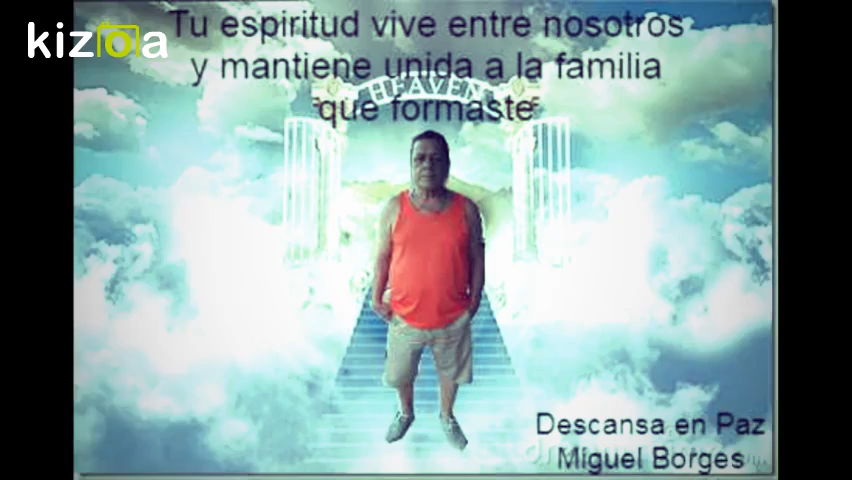 kizoa
Tu espiritud vive entre nosotros
y mantiene unida a la familia
HEAVEN
que formaste
Descansa en Paz
Miguel Borges